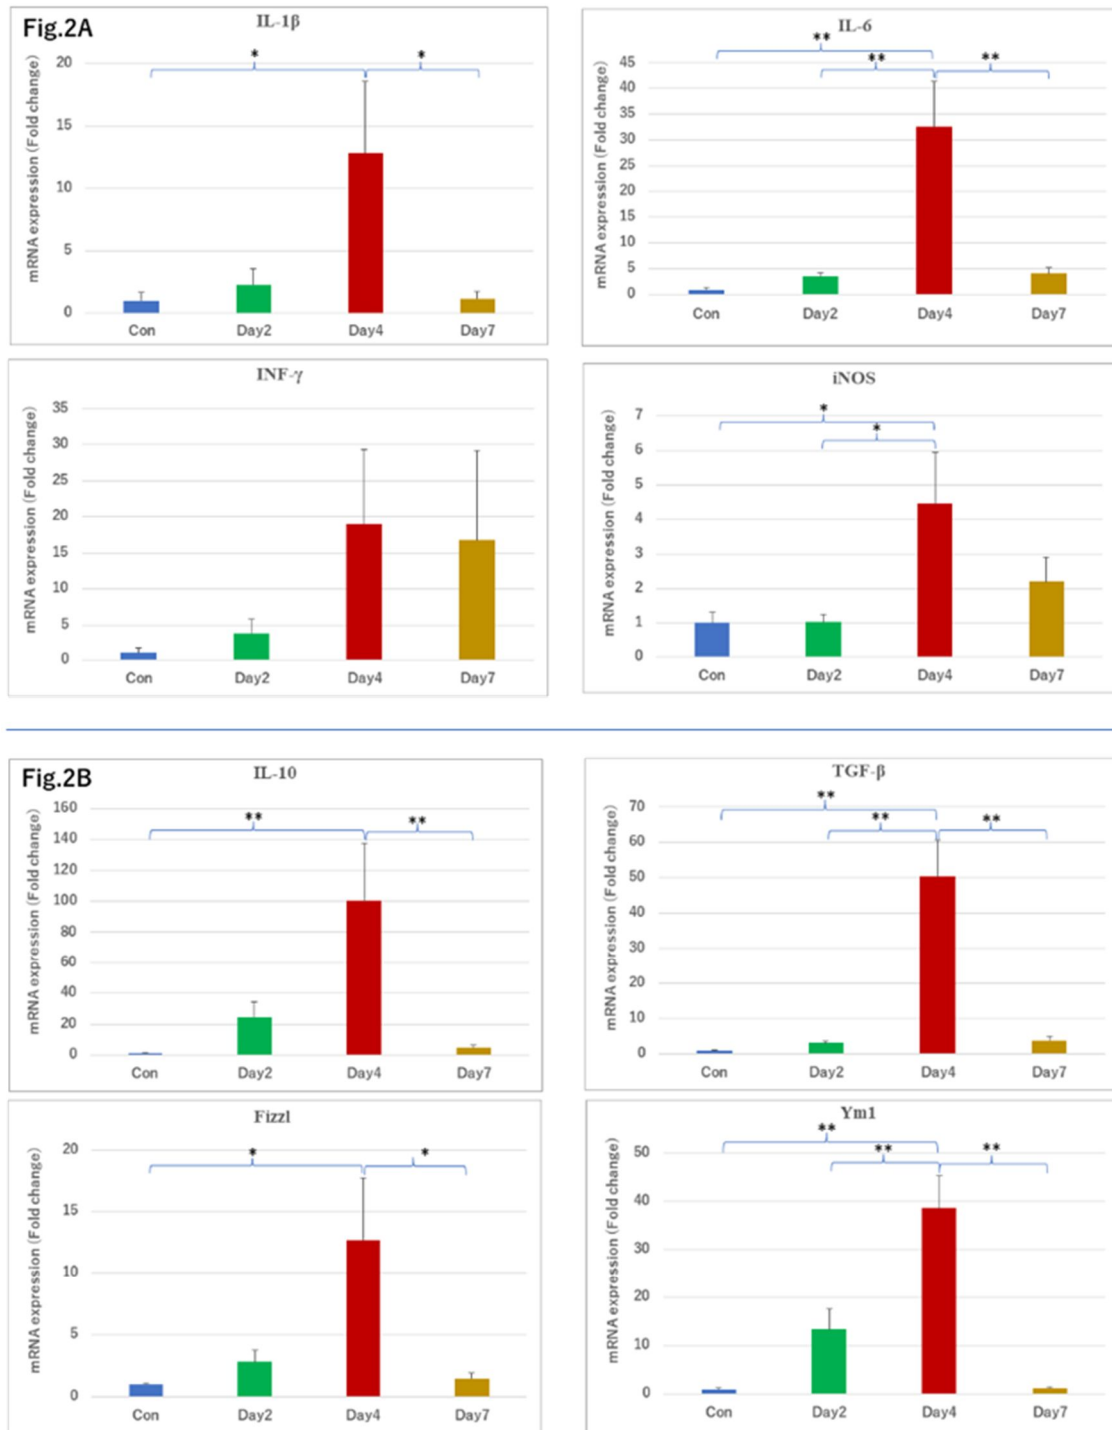 Fig.2A
IL-1β
mRNA expression (Fold change)
20
15
10
5
0
* *
Con Day2 Day4 Day7
IL-6
mRNA expression (Fold change)
45
40
35
30
25
20
15
10
5
0
**
** **
Con Day2 Day4 Day7
INF-γ
mRNA expression (Fold change)
35
30
25
20
15
10
5
0
Con Day2 Day4 Day7
iNOS
mRNA expression (Fold change)
7
6
5
4
3
2
1
0
*
*
Con Day2 Day4 Day7
Fig.2B
IL-10
mRNA expression (Fold change)
160
140
120
100
80
60
40
20
0
** **
Con Day2 Day4 Day7
TGF-β
mRNA expression (Fold change)
70
60
50
40
30
20
10
0
**
** **
Con Day2 Day4 Day7
Fizzl
mRNA expression (Fold change)
20
15
10
5
0
* *
Con Day2 Day4 Day7
Ym1
mRNA expression (Fold change)
50
40
30
20
10
0
**
** **
Con Day2 Day4 Day7